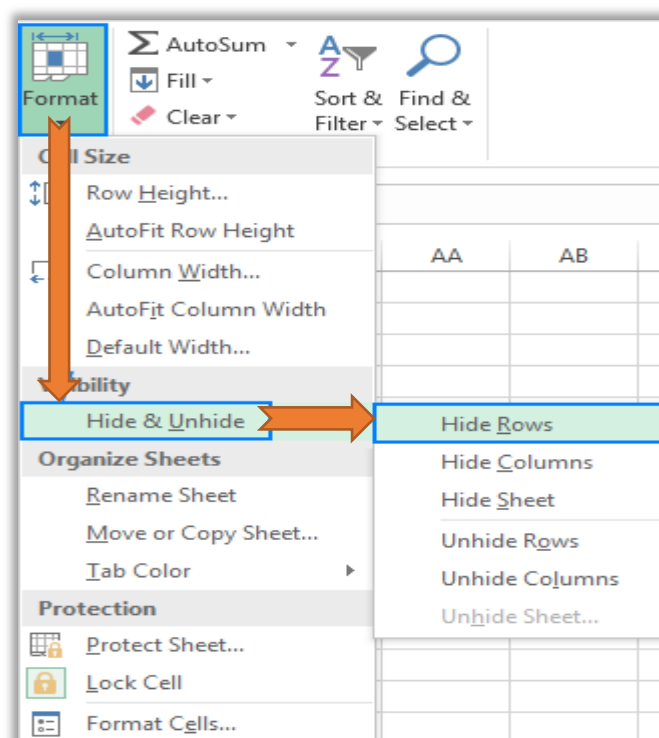 Format
AutoSum
Fill
Clear
Sort &
Filter
Find &
Select
Cell Size
Row Height...
AutoFit Row Height
Column Width...
AutoFit Column Width
Default Width...
Visibility
Hide & Unhide
Organize Sheets
Rename Sheet
Move or Copy Sheet...
Tab Color
Protection
Protect Sheet...
Lock Cell
Format Cells...
AA AB
Hide Rows
Hide Columns
Hide Sheet
Unhide Rows
Unhide Columns
Unhide Sheet...